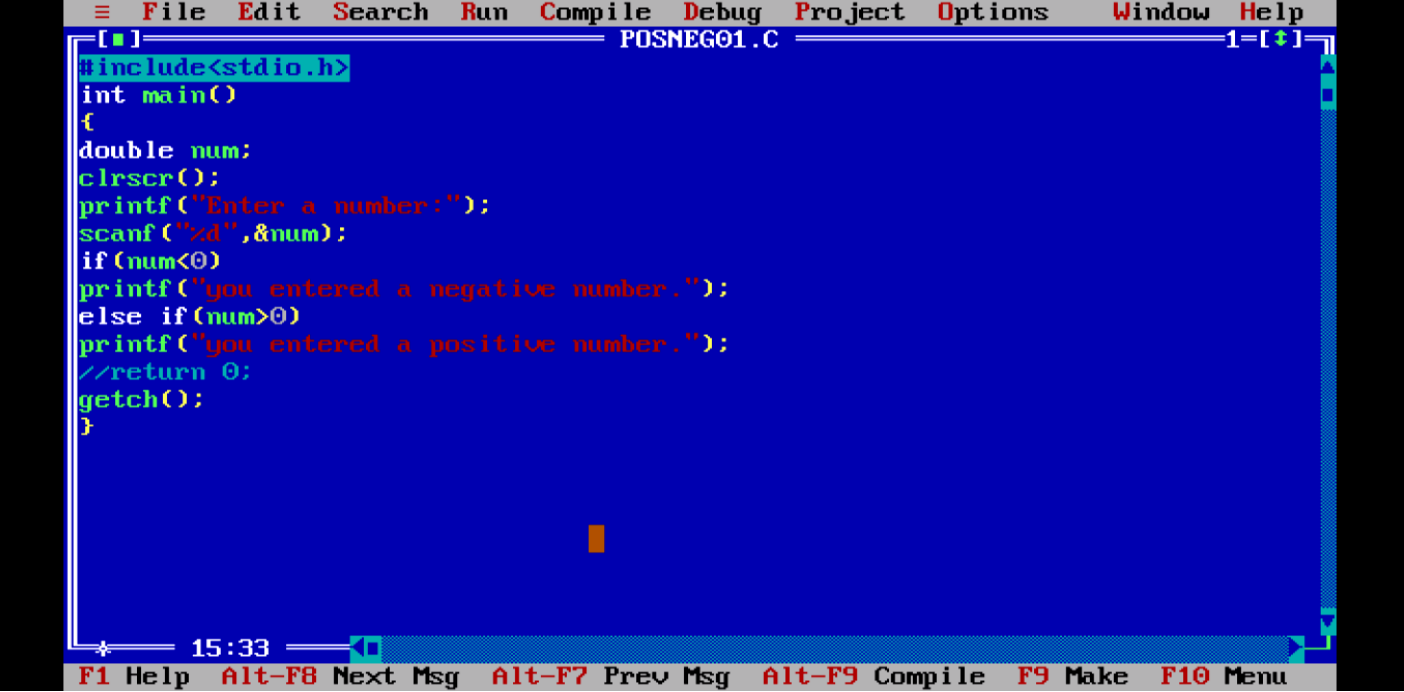 ≡ File Edit Search Run Compile Debug Project Options Window Help
[■] POSNEG01.C 1=[↕]
#include<stdio.h>
int main()
{
double num;
clrscr();
printf("Enter a number:");
scanf("%d",&num);
if(num<0)
printf("you entered a negative number.");
else if(num>0)
printf("you entered a positive number.");
//return 0;
getch();
}
15:33
F1 Help Alt-F8 Next Msg Alt-F7 Prev Msg Alt-F9 Compile F9 Make F10 Menu